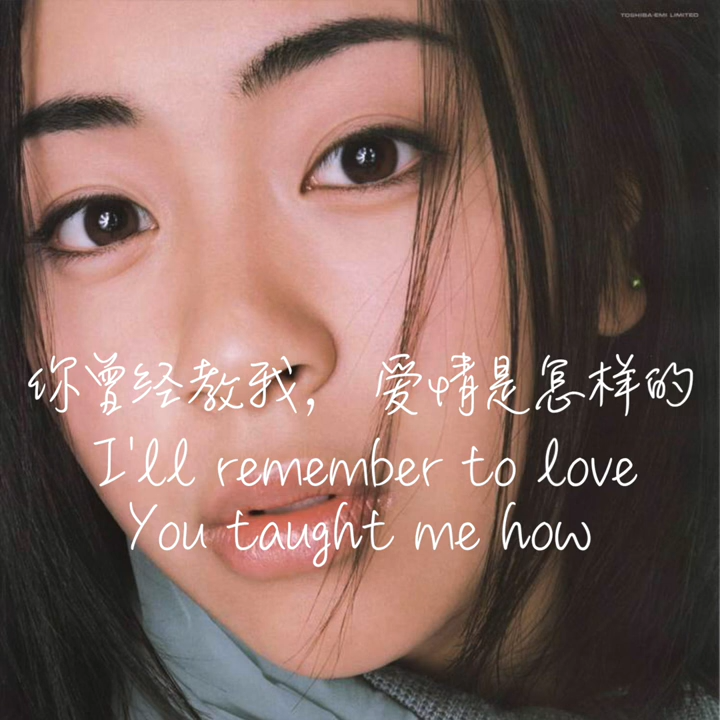 TOSHIBA-EMI LIMITED
你曾经教我， 爱情是怎样的
I'll remember to love
You taught me how